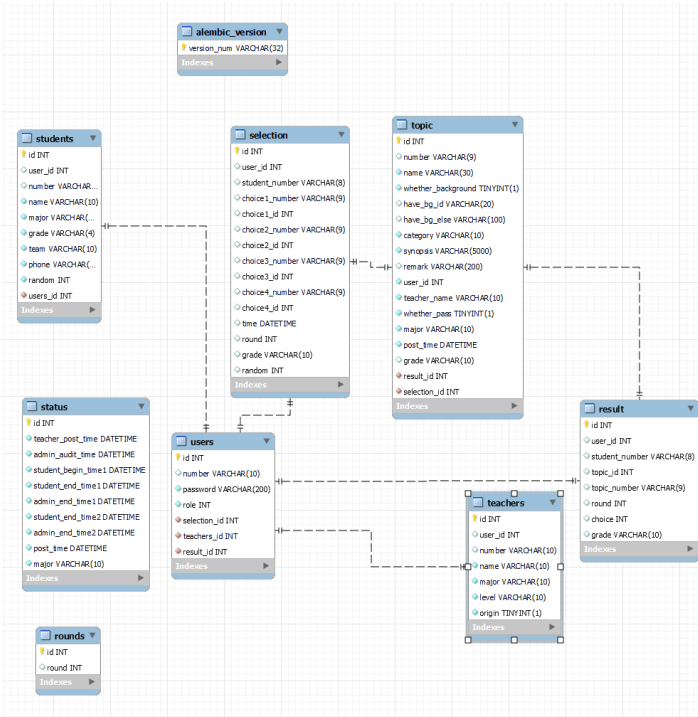 alembic_version
version_num VARCHAR(32)
Indexes
students
id INT
user_id INT
number VARCHAR...
name VARCHAR(10)
major VARCHAR(...
grade VARCHAR(4)
team VARCHAR(10)
phone VARCHAR(...
random INT
users_id INT
Indexes
selection
id INT
user_id INT
student_number VARCHAR(8)
choice1_number VARCHAR(9)
choice1_id INT
choice2_number VARCHAR(9)
choice2_id INT
choice3_number VARCHAR(9)
choice3_id INT
choice4_number VARCHAR(9)
choice4_id INT
time DATETIME
round INT
grade VARCHAR(10)
random INT
Indexes
topic
id INT
number VARCHAR(9)
name VARCHAR(30)
whether_background TINYINT(1)
have_bg_id VARCHAR(20)
have_bg_else VARCHAR(100)
category VARCHAR(10)
synopsis VARCHAR(5000)
remark VARCHAR(200)
user_id INT
teacher_name VARCHAR(10)
whether_pass TINYINT(1)
major VARCHAR(10)
post_time DATETIME
grade VARCHAR(10)
result_id INT
selection_id INT
Indexes
status
id INT
teacher_post_time DATETIME
admin_audit_time DATETIME
student_begin_time1 DATETIME
student_end_time1 DATETIME
admin_end_time1 DATETIME
student_end_time2 DATETIME
admin_end_time2 DATETIME
post_time DATETIME
major VARCHAR(10)
Indexes
users
id INT
number VARCHAR(10)
password VARCHAR(200)
role INT
selection_id INT
teachers_id INT
result_id INT
Indexes
result
id INT
user_id INT
student_number VARCHAR(8)
topic_id INT
topic_number VARCHAR(9)
round INT
choice INT
grade VARCHAR(10)
Indexes
teachers
id INT
user_id INT
number VARCHAR(10)
name VARCHAR(10)
major VARCHAR(10)
level VARCHAR(10)
origin TINYINT(1)
Indexes
rounds
id INT
round INT
Indexes